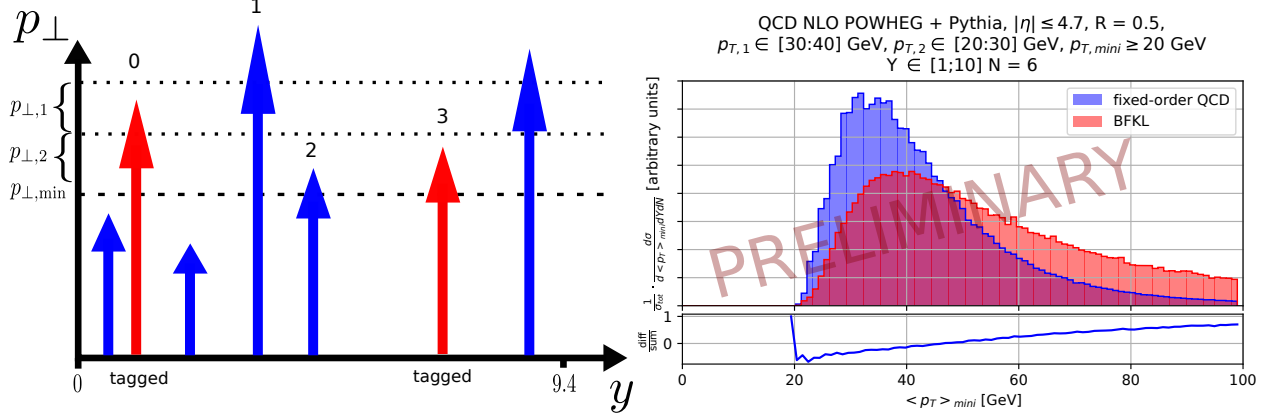 p⊥
0
1
2
3
p⊥,1
p⊥,2
p⊥,min
tagged
tagged
0
9.4
y
QCD NLO POWHEG + Pythia, |η| ≤ 4.7, R = 0.5,
pT, 1 ∈ [30:40] GeV, pT, 2 ∈ [20:30] GeV, pT, mini ≥ 20 GeV
Y ∈ [1;10] N = 6
fixed-order QCD
BFKL
PRELIMINARY
1/σtot · dσ/d<pT>mini dYdN [arbitrary units]
diff/sum
1
0
0
20
40
60
80
100
<pT>mini [GeV]